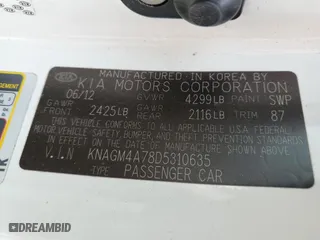 MANUFACTURED IN KOREA BY
KIA KIA MOTORS CORPORATION
06/12 GVWR 4299LB PAINT SWP
GAWR FRONT 2425LB GAWR REAR 2116LB TRIM 87
THIS VEHICLE CONFORMS TO ALL APPLICABLE U.S.A FEDERAL
MOTOR VEHICLE SAFETY, BUMPER, AND THEFT PREVENTION
STANDARDS IN EFFECT ON THE DATE OF MANUFACTURE SHOWN ABOVE.
V.I.N KNAGM4A78D5310635
TYPE PASSENGER CAR
AUTOBIDMASTER